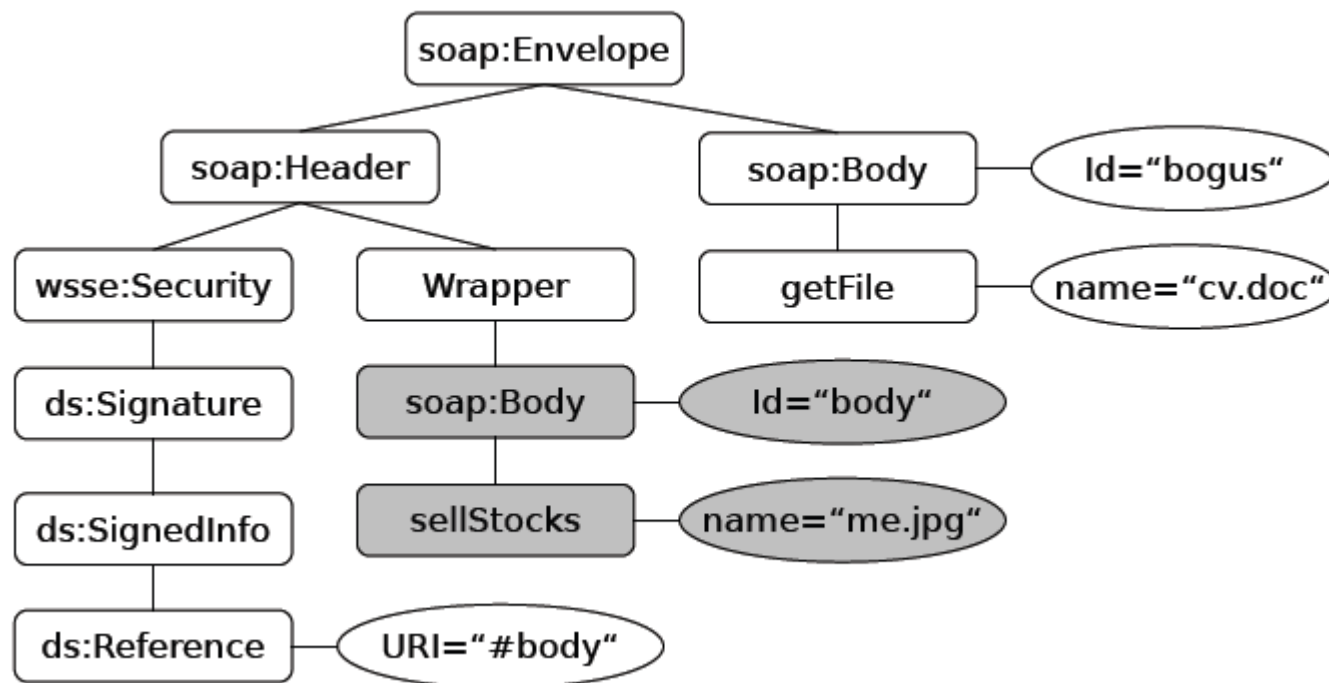 soap:Envelope
soap:Header
soap:Body
Id=“bogus“
wsse:Security
Wrapper
getFile
name=“cv.doc“
ds:Signature
soap:Body
Id=“body“
ds:SignedInfo
sellStocks
name=“me.jpg“
ds:Reference
URI=“#body“